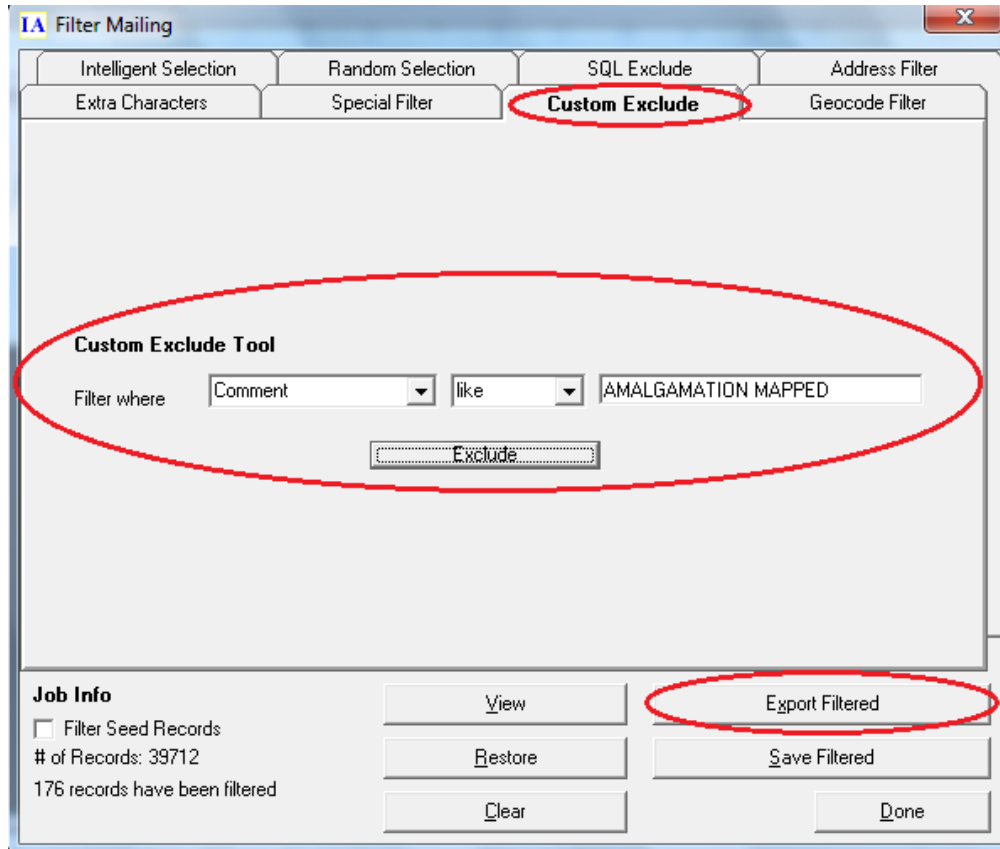 IA Filter Mailing
Intelligent Selection Random Selection SQL Exclude Address Filter
Extra Characters Special Filter Custom Exclude Geocode Filter
Custom Exclude Tool
Filter where Comment like AMALGAMATION MAPPED
Exclude
Job Info
View Export Filtered
Filter Seed Records
# of Records: 39712
Restore Save Filtered
176 records have been filtered
Clear Done